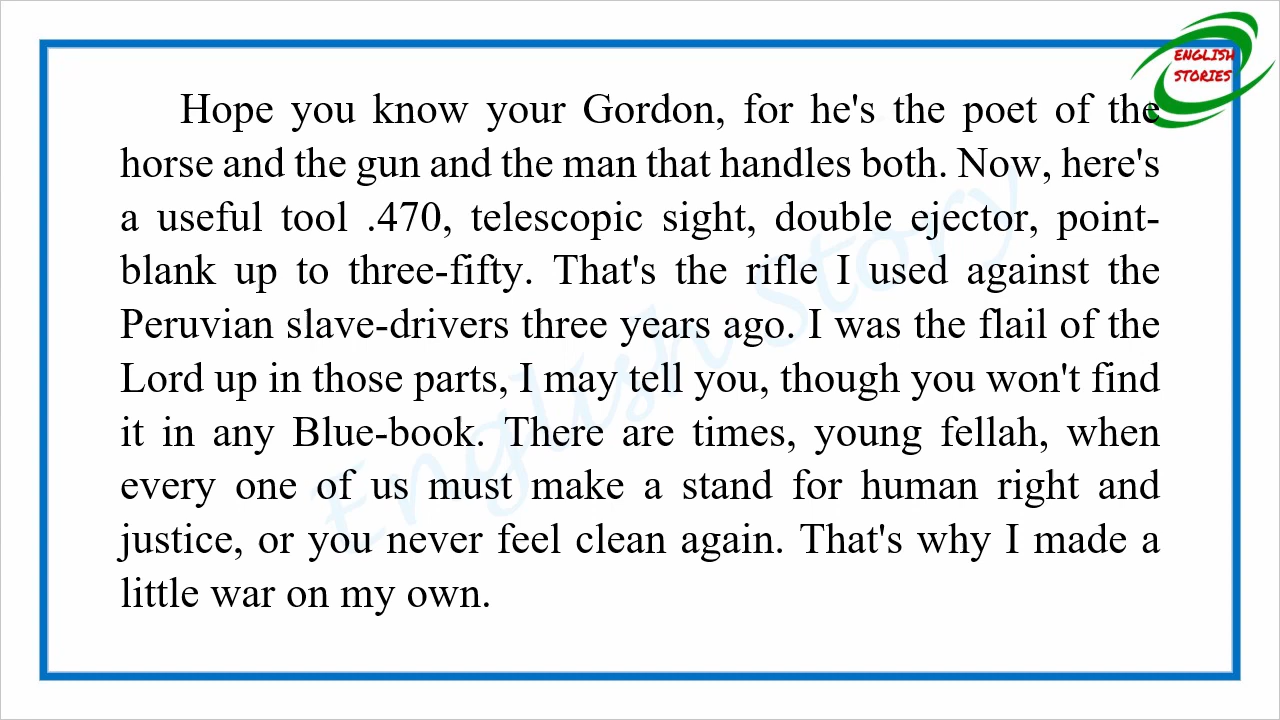 ENGLISH
STORIES
Hope you know your Gordon, for he's the poet of the
horse and the gun and the man that handles both. Now, here's
a useful tool .470, telescopic sight, double ejector, point-
blank up to three-fifty. That's the rifle I used against the
Peruvian slave-drivers three years ago. I was the flail of the
Lord up in those parts, I may tell you, though you won't find
it in any Blue-book. There are times, young fellah, when
every one of us must make a stand for human right and
justice, or you never feel clean again. That's why I made a
little war on my own.
English Story